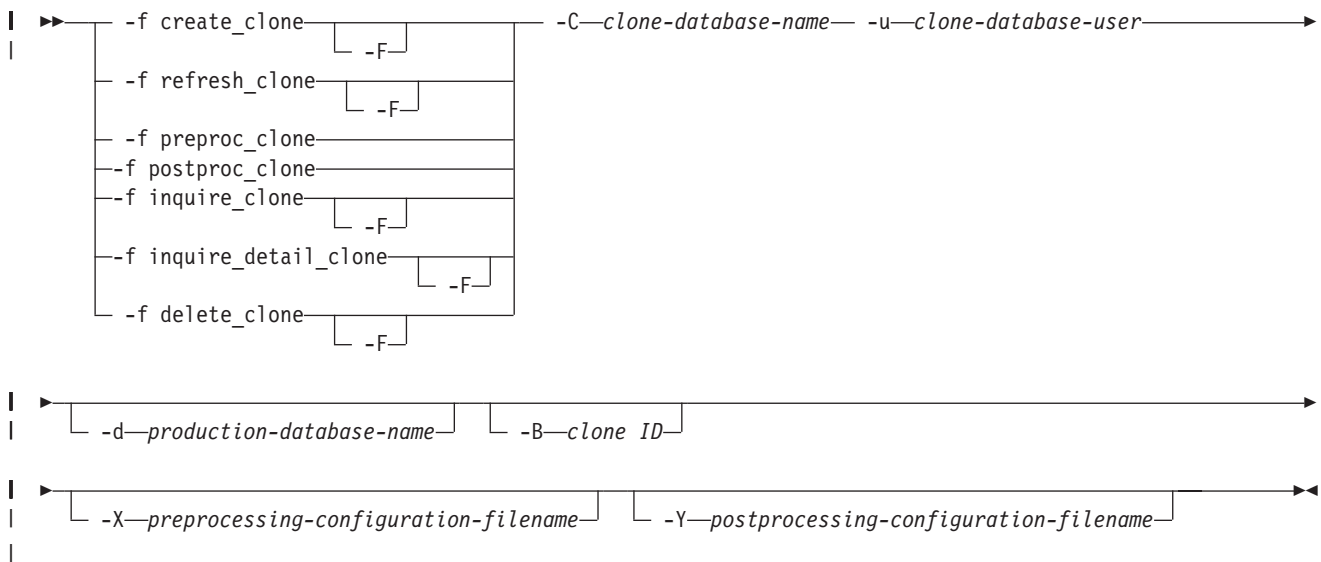 -f create_clone -C clone-database-name -u clone-database-user
-F
-f refresh_clone
-F
-f preproc_clone
-f postproc_clone
-f inquire_clone
-F
-f inquire_detail_clone
-F
-f delete_clone
-F
-d production-database-name -B clone ID
-X preprocessing-configuration-filename -Y postprocessing-configuration-filename